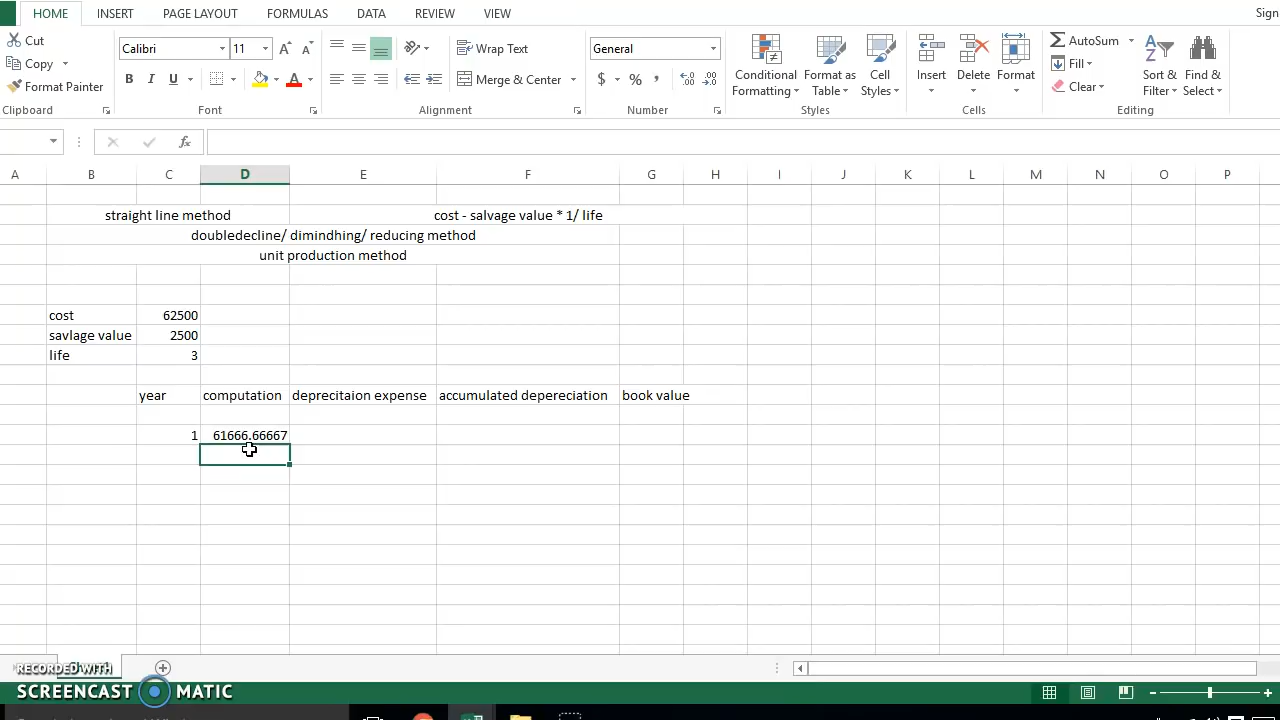 HOME INSERT PAGE LAYOUT FORMULAS DATA REVIEW VIEW Sign
Cut
Copy
Format Painter
Clipboard
Calibri 11 A A
B I U A
Font
Wrap Text
Merge & Center
Alignment
General
$ % ,
Number
Conditional Formatting
Format as Table
Cell Styles
Styles
Insert Delete Format
Cells
AutoSum
Fill
Clear
Sort & Filter
Find & Select
Editing
fx
A B C D E F G H I J K L M N O P
straight line method cost - salvage value * 1/ life
doubledecline/ dimindhing/ reducing method
unit production method
cost 62500
savlage value 2500
life 3
year computation deprecitaion expense accumulated depereciation book value
1 61666.66667
RECORDED WITH
SCREENCAST MATIC